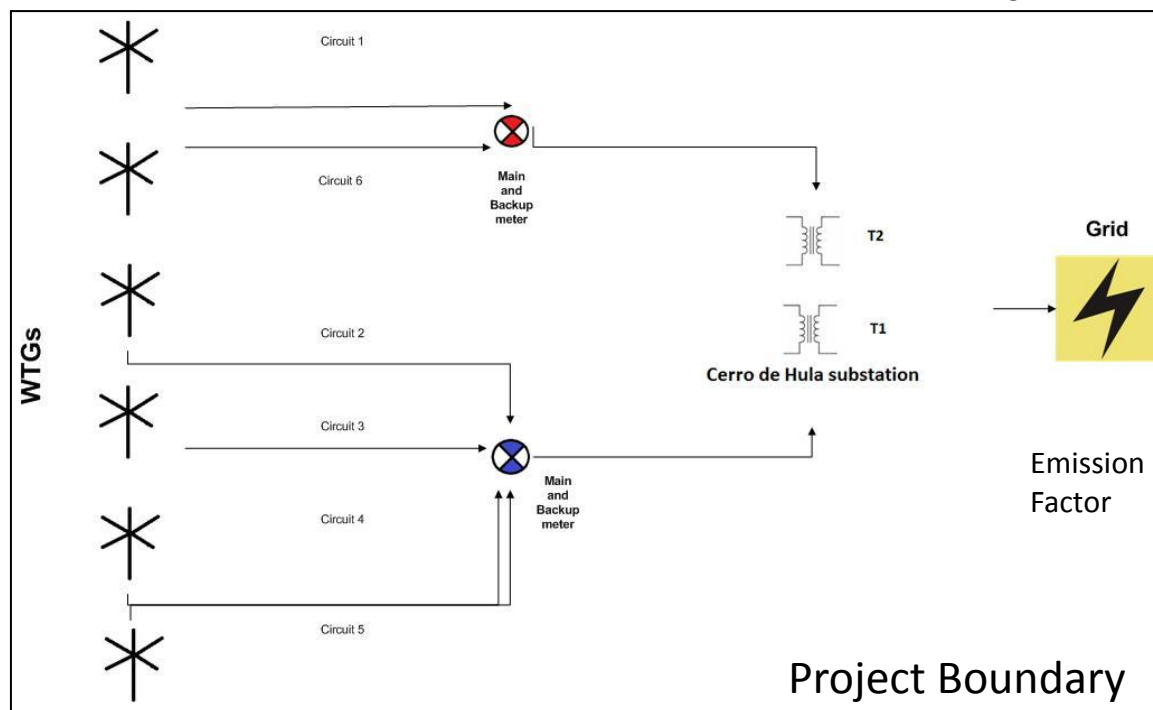 Circuit 1
Circuit 6
Main
and
Backup
meter
T2
Grid
WTGs
Circuit 2
T1
Cerro de Hula substation
Circuit 3
Main
and
Backup
meter
Emission
Factor
Circuit 4
Circuit 5
Project Boundary